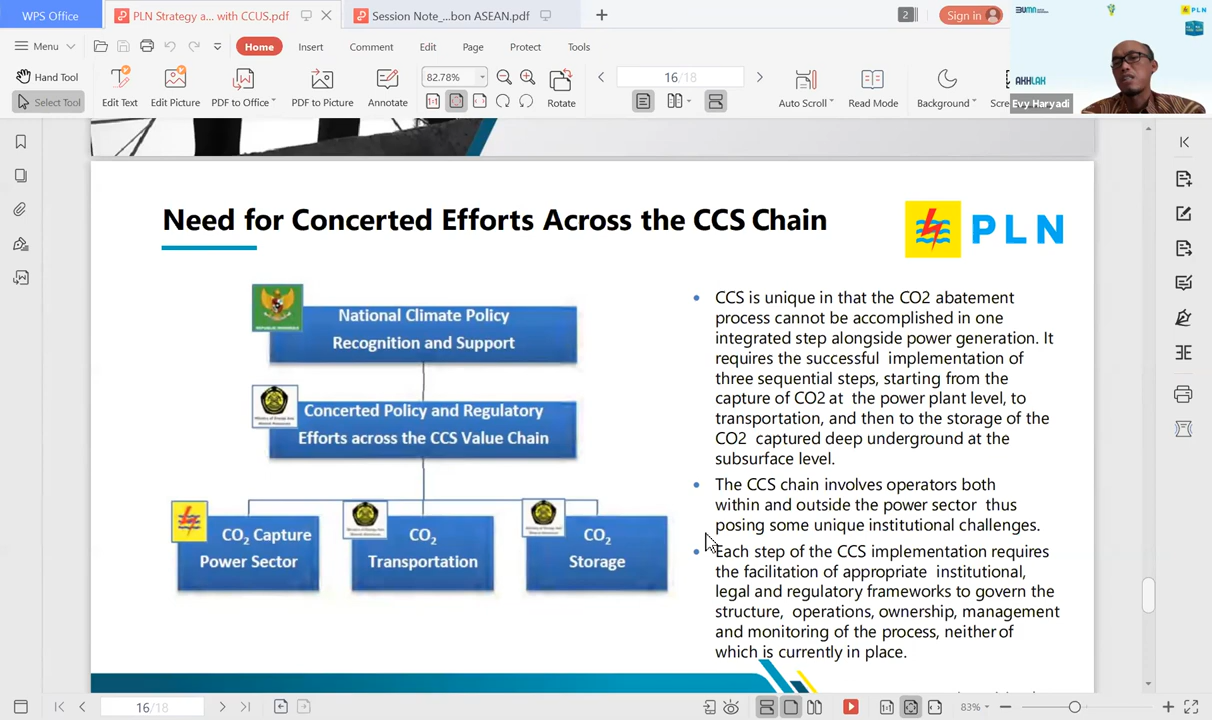 WPS Office
PLN Strategy a... with CCUS.pdf
Session Note_...bon ASEAN.pdf
2
Sign in
BUMN
PLN
Menu
Home
Insert
Comment
Edit
Page
Protect
Tools
Hand Tool
Select Tool
Edit Text
Edit Picture
PDF to Office
PDF to Picture
Annotate
82.78%
Rotate
16/18
Auto Scroll
Read Mode
Background
AKHLAK
Evy Haryadi
Need for Concerted Efforts Across the CCS Chain
PLN
REPUBLIK INDONESIA
National Climate Policy
Recognition and Support
Concerted Policy and Regulatory
Efforts across the CCS Value Chain
CO2 Capture
Power Sector
CO2
Transportation
CO2
Storage
• CCS is unique in that the CO2 abatement
process cannot be accomplished in one
integrated step alongside power generation. It
requires the successful implementation of
three sequential steps, starting from the
capture of CO2 at the power plant level, to
transportation, and then to the storage of the
CO2 captured deep underground at the
subsurface level.
• The CCS chain involves operators both
within and outside the power sector thus
posing some unique institutional challenges.
• Each step of the CCS implementation requires
the facilitation of appropriate institutional,
legal and regulatory frameworks to govern the
structure, operations, ownership, management
and monitoring of the process, neither of
which is currently in place.
16/18
83%